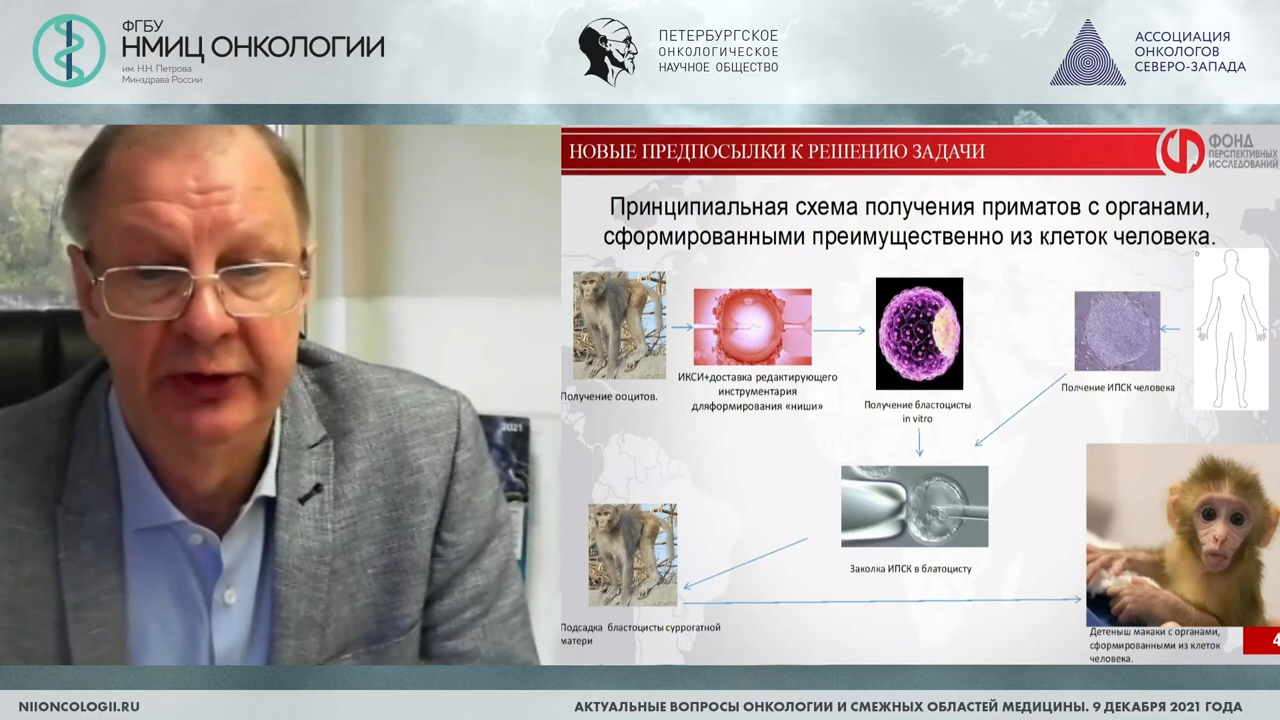 ФГБУ
НМИЦ ОНКОЛОГИИ
им. Н.Н. Петрова
Минздрава России
ПЕТЕРБУРГСКОЕ
ОНКОЛОГИЧЕСКОЕ
НАУЧНОЕ ОБЩЕСТВО
АССОЦИАЦИЯ
ОНКОЛОГОВ
СЕВЕРО-ЗАПАДА
НОВЫЕ ПРЕДПОСЫЛКИ К РЕШЕНИЮ ЗАДАЧИ
ФОНД
ПЕРСПЕКТИВНЫХ
ИССЛЕДОВАНИЙ
Принципиальная схема получения приматов с органами,
сформированными преимущественно из клеток человека.
Получение ооцитов.
ИКСИ+доставка редактирующего
инструментария
дляформирования «ниши»
Получение бластоцисты
in vitro
Полчение ИПСК человека
2021
Заколка ИПСК в блатоцисту
Подсадка бластоцисты суррогатной
матери
Детеныш макаки с органами,
сформированными из клеток
человека.
4
NIIONCOLOGII.RU
АКТУАЛЬНЫЕ ВОПРОСЫ ОНКОЛОГИИ И СМЕЖНЫХ ОБЛАСТЕЙ МЕДИЦИНЫ. 9 ДЕКАБРЯ 2021 ГОДА